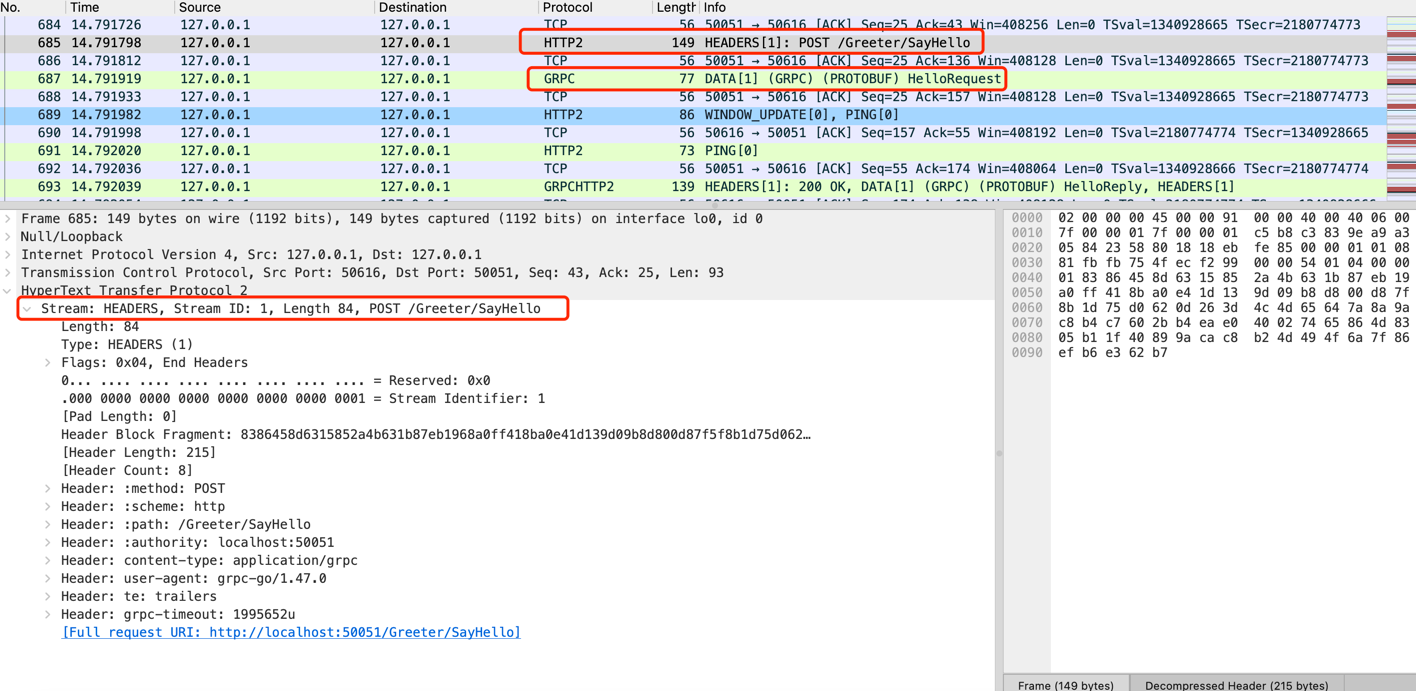 No. Time Source Destination Protocol Length Info
684 14.791726 127.0.0.1 127.0.0.1 TCP 56 50051 → 50616 [ACK] Seq=25 Ack=43 Win=408256 Len=0 TSval=1340928665 TSecr=2180774773
685 14.791798 127.0.0.1 127.0.0.1 HTTP2 149 HEADERS[1]: POST /Greeter/SayHello
686 14.791812 127.0.0.1 127.0.0.1 TCP 56 50051 → 50616 [ACK] Seq=25 Ack=136 Win=408128 Len=0 TSval=1340928665 TSecr=2180774773
687 14.791919 127.0.0.1 127.0.0.1 GRPC 77 DATA[1] (GRPC) (PROTOBUF) HelloRequest
688 14.791933 127.0.0.1 127.0.0.1 TCP 56 50051 → 50616 [ACK] Seq=25 Ack=157 Win=408128 Len=0 TSval=1340928665 TSecr=2180774773
689 14.791982 127.0.0.1 127.0.0.1 HTTP2 86 WINDOW_UPDATE[0], PING[0]
690 14.791998 127.0.0.1 127.0.0.1 TCP 56 50616 → 50051 [ACK] Seq=157 Ack=55 Win=408192 Len=0 TSval=2180774774 TSecr=1340928665
691 14.792020 127.0.0.1 127.0.0.1 HTTP2 73 PING[0]
692 14.792036 127.0.0.1 127.0.0.1 TCP 56 50051 → 50616 [ACK] Seq=55 Ack=174 Win=408064 Len=0 TSval=1340928666 TSecr=2180774774
693 14.792039 127.0.0.1 127.0.0.1 GRPCHTTP2 139 HEADERS[1]: 200 OK, DATA[1] (GRPC) (PROTOBUF) HelloReply, HEADERS[1]
Frame 685: 149 bytes on wire (1192 bits), 149 bytes captured (1192 bits) on interface lo0, id 0
Null/Loopback
Internet Protocol Version 4, Src: 127.0.0.1, Dst: 127.0.0.1
Transmission Control Protocol, Src Port: 50616, Dst Port: 50051, Seq: 43, Ack: 25, Len: 93
HyperText Transfer Protocol 2
Stream: HEADERS, Stream ID: 1, Length 84, POST /Greeter/SayHello
Length: 84
Type: HEADERS (1)
Flags: 0x04, End Headers
0... .... .... .... .... .... .... .... = Reserved: 0x0
.000 0000 0000 0000 0000 0000 0000 0001 = Stream Identifier: 1
[Pad Length: 0]
Header Block Fragment: 8386458d6315852a4b631b87eb1968a0ff418ba0e41d139d09b8d800d87f5f8b1d75d062…
[Header Length: 215]
[Header Count: 8]
Header: :method: POST
Header: :scheme: http
Header: :path: /Greeter/SayHello
Header: :authority: localhost:50051
Header: content-type: application/grpc
Header: user-agent: grpc-go/1.47.0
Header: te: trailers
Header: grpc-timeout: 1995652u
[Full request URI: http://localhost:50051/Greeter/SayHello]
0000 02 00 00 00 45 00 00 91 00 00 40 00 40 06 00
0010 7f 00 00 01 7f 00 00 01 c5 b8 c3 83 9e a9 a3
0020 05 84 23 58 80 18 18 eb fe 85 00 00 01 01 08
0030 81 fb fb 75 4f ec f2 99 00 00 54 01 04 00 00
0040 01 83 86 45 8d 63 15 85 2a 4b 63 1b 87 eb 19
0050 a0 ff 41 8b a0 e4 1d 13 9d 09 b8 d8 00 d8 7f
0060 8b 1d 75 d0 62 0d 26 3d 4c 4d 65 64 7a 8a 9a
0070 c8 b4 c7 60 2b b4 ea e0 40 02 74 65 86 4d 83
0080 05 b1 1f 40 89 9a ca c8 b2 4d 49 4f 6a 7f 86
0090 ef b6 e3 62 b7
Frame (149 bytes) Decompressed Header (215 bytes)